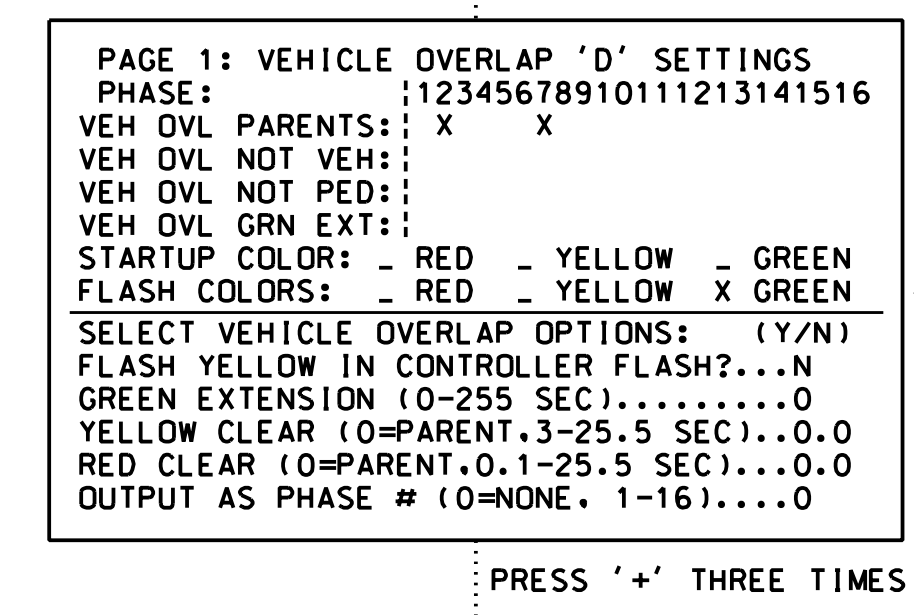 PAGE 1: VEHICLE OVERLAP 'D' SETTINGS
PHASE: ¦12345678910111213141516
VEH OVL PARENTS:¦ X    X
VEH OVL NOT VEH:¦
VEH OVL NOT PED:¦
VEH OVL GRN EXT:¦
STARTUP COLOR: _ RED _ YELLOW _ GREEN
FLASH COLORS: _ RED _ YELLOW X GREEN
SELECT VEHICLE OVERLAP OPTIONS: (Y/N)
FLASH YELLOW IN CONTROLLER FLASH?...N
GREEN EXTENSION (0-255 SEC).........0
YELLOW CLEAR (0=PARENT,3-25.5 SEC)..0.0
RED CLEAR (0=PARENT,0.1-25.5 SEC)...0.0
OUTPUT AS PHASE # (0=NONE, 1-16)....0
PRESS '+' THREE TIMES